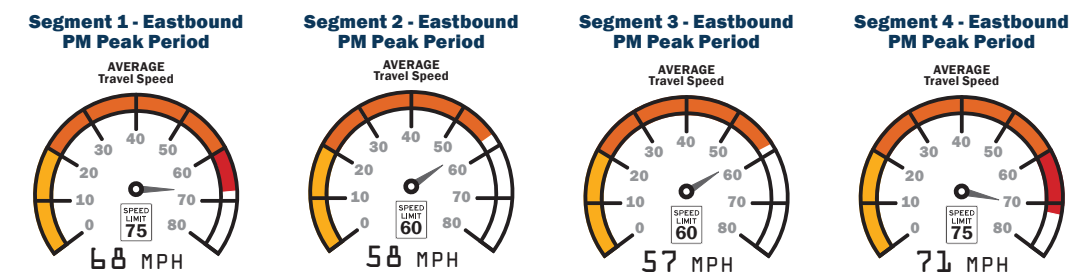 Segment 1 - Eastbound
PM Peak Period
AVERAGE
Travel Speed
0
10
20
30
40
50
60
70
80
SPEED
LIMIT
75
68 MPH
Segment 2 - Eastbound
PM Peak Period
AVERAGE
Travel Speed
0
10
20
30
40
50
60
70
80
SPEED
LIMIT
60
58 MPH
Segment 3 - Eastbound
PM Peak Period
AVERAGE
Travel Speed
0
10
20
30
40
50
60
70
80
SPEED
LIMIT
60
57 MPH
Segment 4 - Eastbound
PM Peak Period
AVERAGE
Travel Speed
0
10
20
30
40
50
60
70
80
SPEED
LIMIT
75
71 MPH